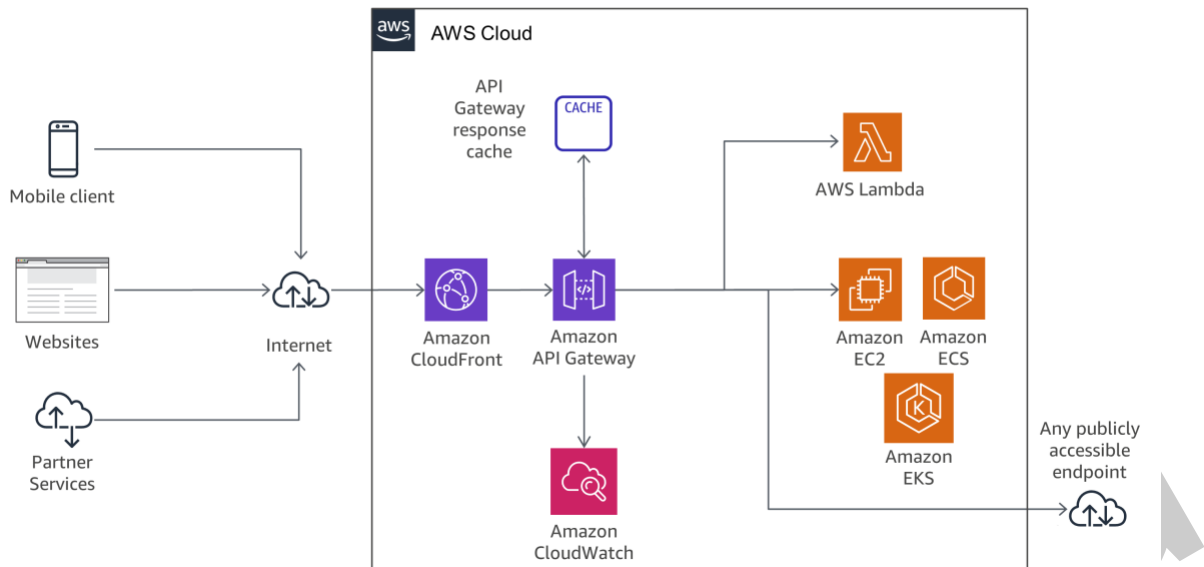 aws
AWS Cloud
API
Gateway
response
cache
CACHE
Mobile client
AWS Lambda
Websites
Internet
Amazon
CloudFront
Amazon
API Gateway
Amazon
EC2
Amazon
ECS
K
Amazon
EKS
Partner
Services
Any publicly
accessible
endpoint
Amazon
CloudWatch